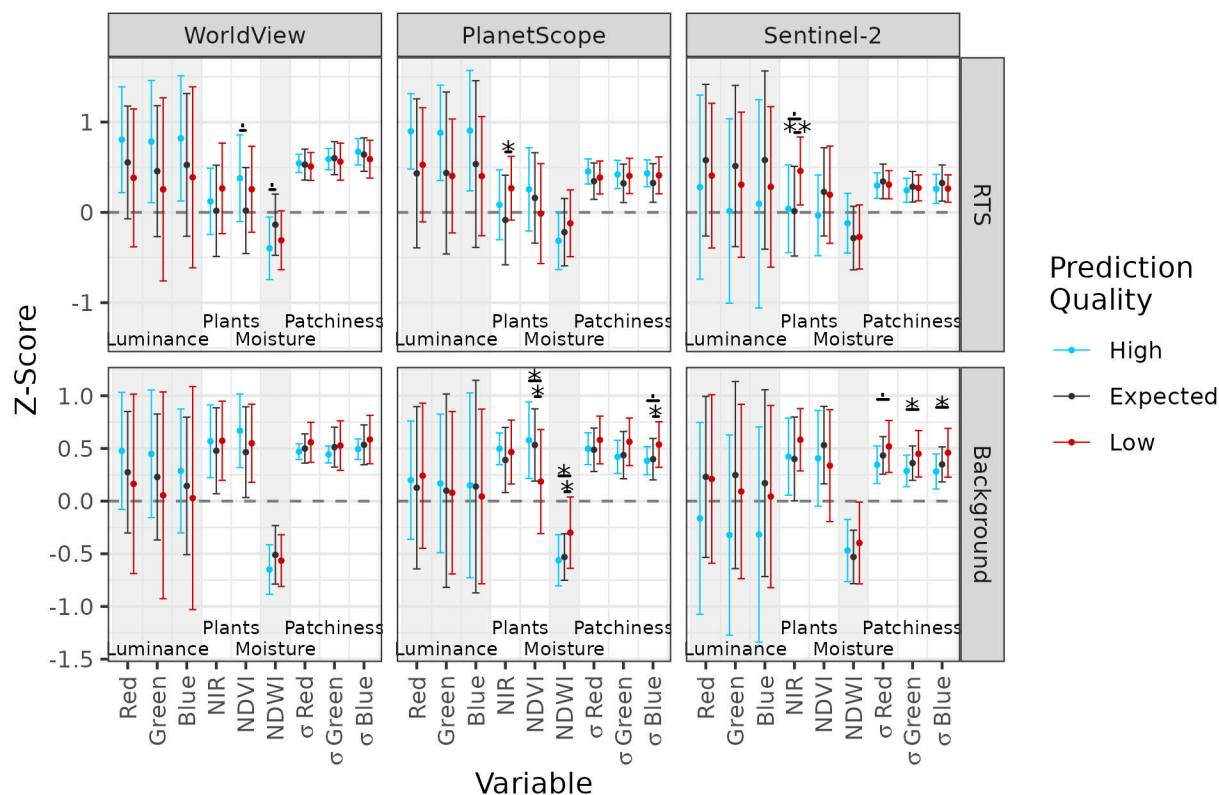 WorldView
PlanetScope
Sentinel-2
Z-Score
1
0
-1
* **
Plants Patchiness
Luminance Moisture
Plants Patchiness
Luminance Moisture
Plants Patchiness
Luminance Moisture
RTS
1.0
0.5
0.0
-0.5
-1.0
-1.5
* * * * * * *
Plants Patchiness
Luminance Moisture
Plants Patchiness
Luminance Moisture
Plants Patchiness
Luminance Moisture
Background
Red Green Blue NIR NDVI NDWI σ Red σ Green σ Blue
Red Green Blue NIR NDVI NDWI σ Red σ Green σ Blue
Red Green Blue NIR NDVI NDWI σ Red σ Green σ Blue
Variable
Prediction
Quality
High
Expected
Low